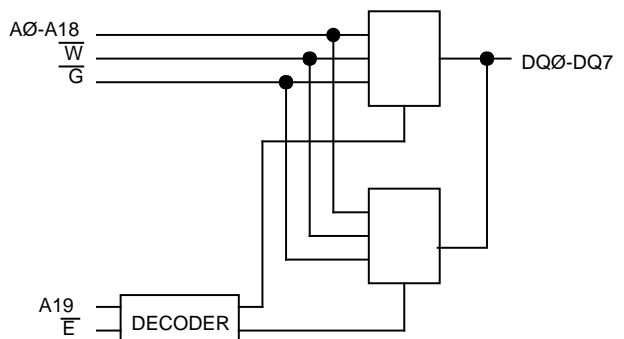 AØ-A18
W̅
G̅
DQØ-DQ7
A19
E̅
DECODER